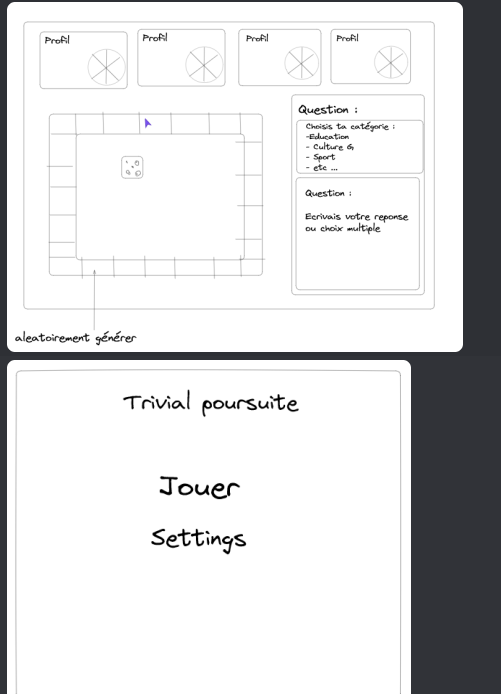 Profil
Profil
Profil
Profil
Question :
Choisis ta catégorie :
-Education
- Culture G
- Sport
- etc ...
Question :
Ecrivais votre reponse
ou choix multiple
aleatoirement générer
Trivial poursuite
Jouer
Settings